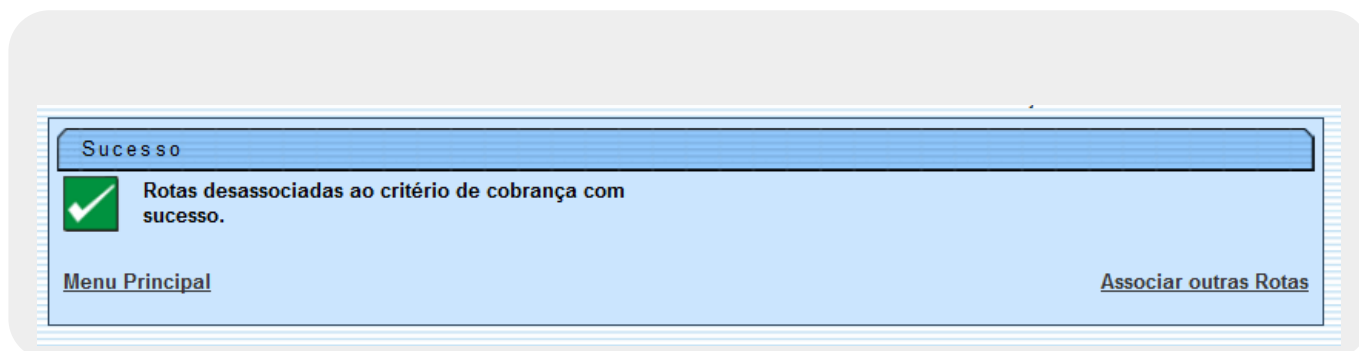 Sucesso
Rotas desassociadas ao critério de cobrança com
sucesso.
Menu Principal
Associar outras Rotas